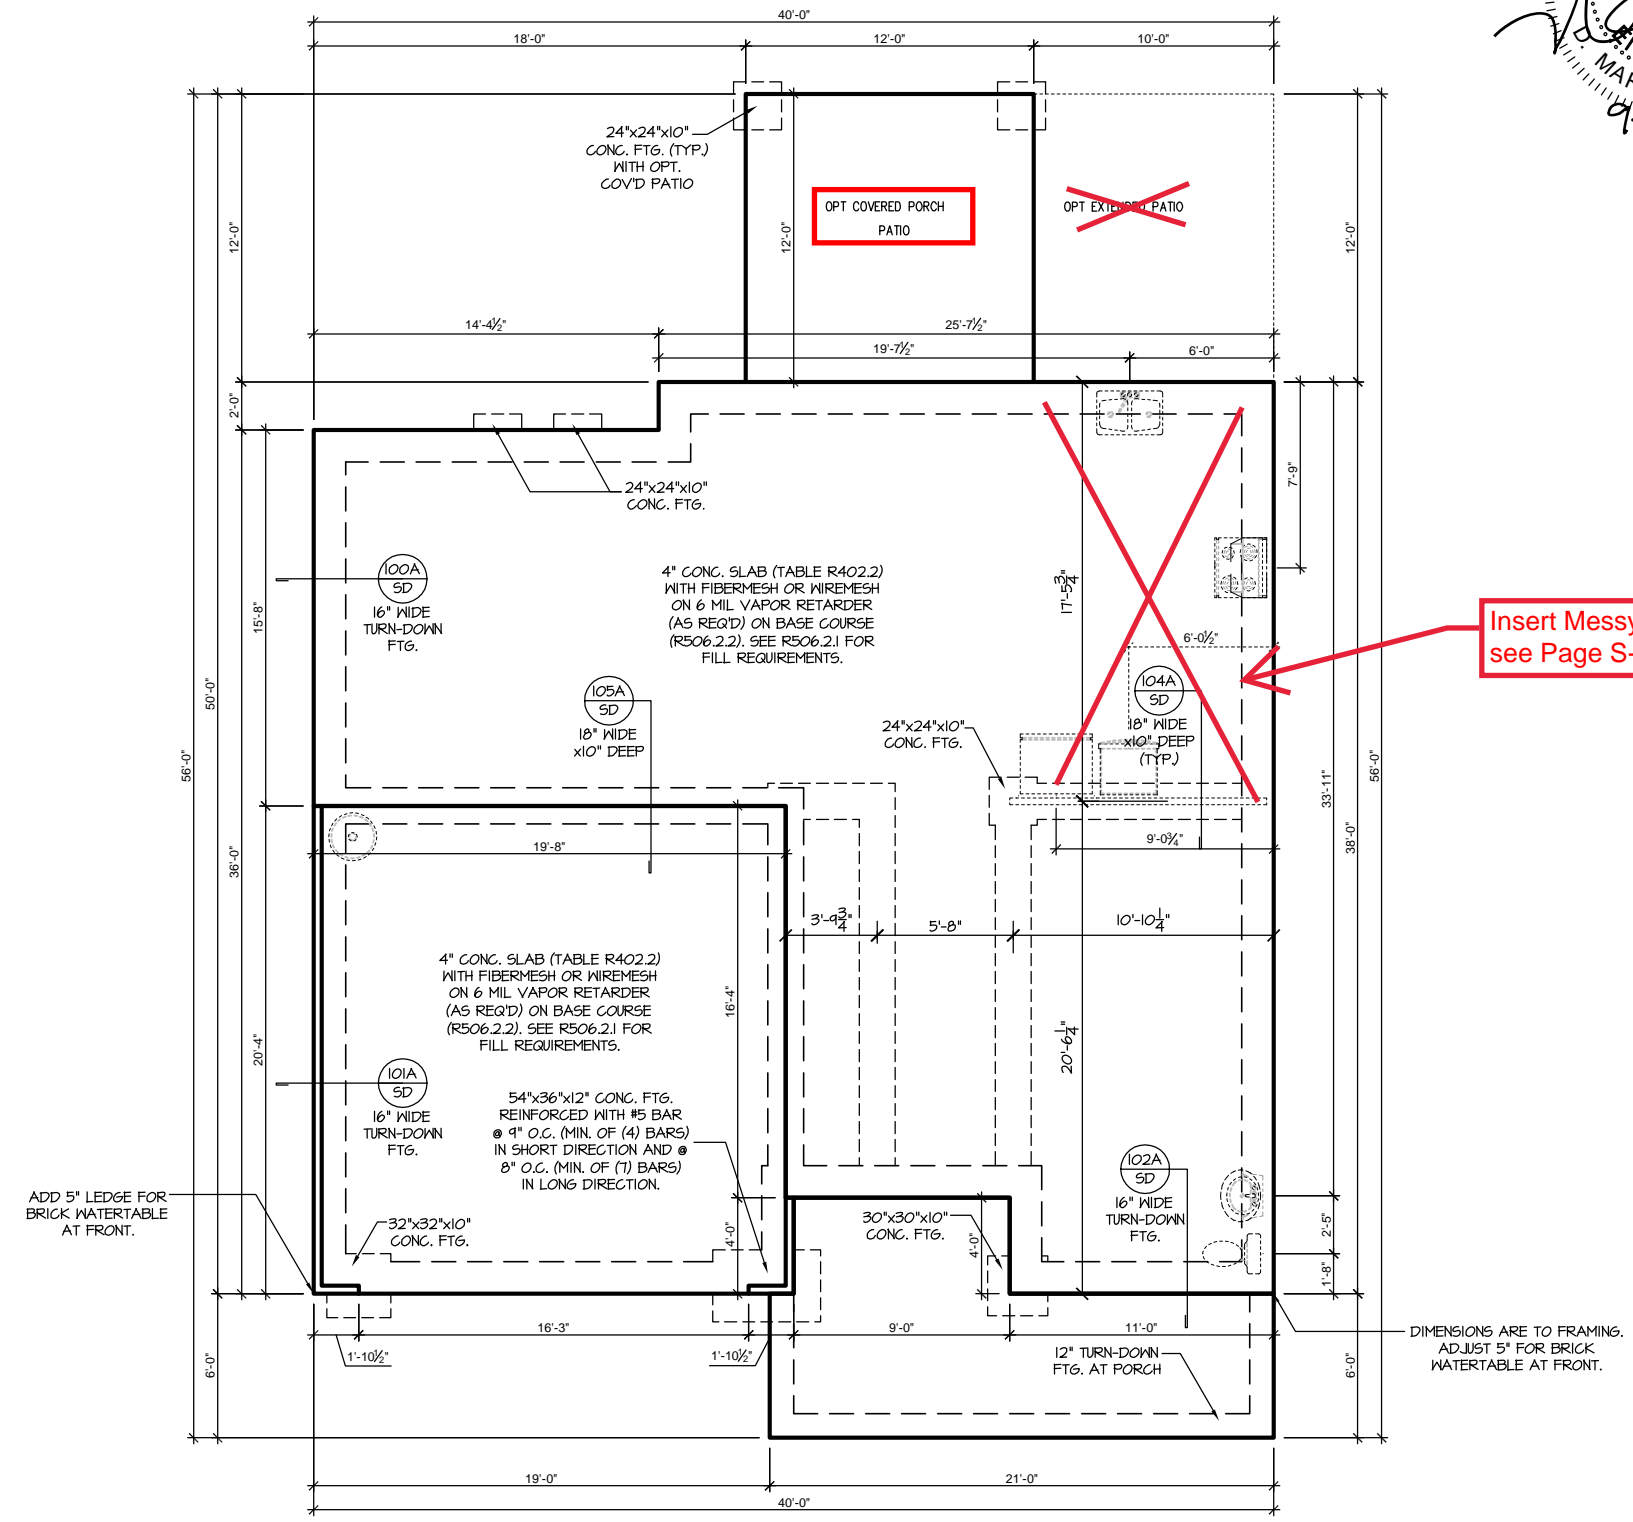 40'-0"
18'-0"
12'-0"
10'-0"
MAR
24"x24"x10"
CONC. FTG. (TYP.)
WITH OPT.
COV'D PATIO
OPT COVERED PORCH
PATIO
OPT EXTENDED PATIO
12'-0"
12'-0"
12'-0"
14'-4½"
25'-7½"
19'-7½"
6'-0"
2'-0"
24"x24"x10"
CONC. FTG.
7'-9"
100A
SD
16" WIDE
TURN-DOWN
FTG.
15'-8"
4" CONC. SLAB (TABLE R402.2)
WITH FIBERMESH OR WIREMESH
ON 6 MIL VAPOR RETARDER
(AS REQ'D) ON BASE COURSE
(R506.2.2). SEE R506.2.1 FOR
FILL REQUIREMENTS.
17'-5¾"
6'-0½"
Insert Messy
see Page S-
105A
SD
18" WIDE
x10" DEEP
104A
SD
18" WIDE
x10" DEEP
(TYP.)
24"x24"x10"
CONC. FTG.
50'-0"
56'-0"
36'-0"
33'-11"
38'-0"
56'-0"
19'-8"
9'-0¾"
3'-9¾"
5'-8"
10'-10¼"
4" CONC. SLAB (TABLE R402.2)
WITH FIBERMESH OR WIREMESH
ON 6 MIL VAPOR RETARDER
(AS REQ'D) ON BASE COURSE
(R506.2.2). SEE R506.2.1 FOR
FILL REQUIREMENTS.
16'-4"
20'-4"
20'-6¼"
101A
SD
16" WIDE
TURN-DOWN
FTG.
54"x36"x12" CONC. FTG.
REINFORCED WITH #5 BAR
@ 9" O.C. (MIN. OF (4) BARS)
IN SHORT DIRECTION AND @
8" O.C. (MIN. OF (7) BARS)
IN LONG DIRECTION.
102A
SD
16" WIDE
TURN-DOWN
FTG.
ADD 5" LEDGE FOR
BRICK WATERTABLE
AT FRONT.
32"x32"x10"
CONC. FTG.
4'-0"
30"x30"x10"
CONC. FTG.
4'-0"
2'-5"
1'-8"
16'-3"
9'-0"
11'-0"
1'-10½"
1'-10½"
12" TURN-DOWN
FTG. AT PORCH
DIMENSIONS ARE TO FRAMING.
ADJUST 5" FOR BRICK
WATERTABLE AT FRONT.
6'-0"
6'-0"
19'-0"
21'-0"
40'-0"